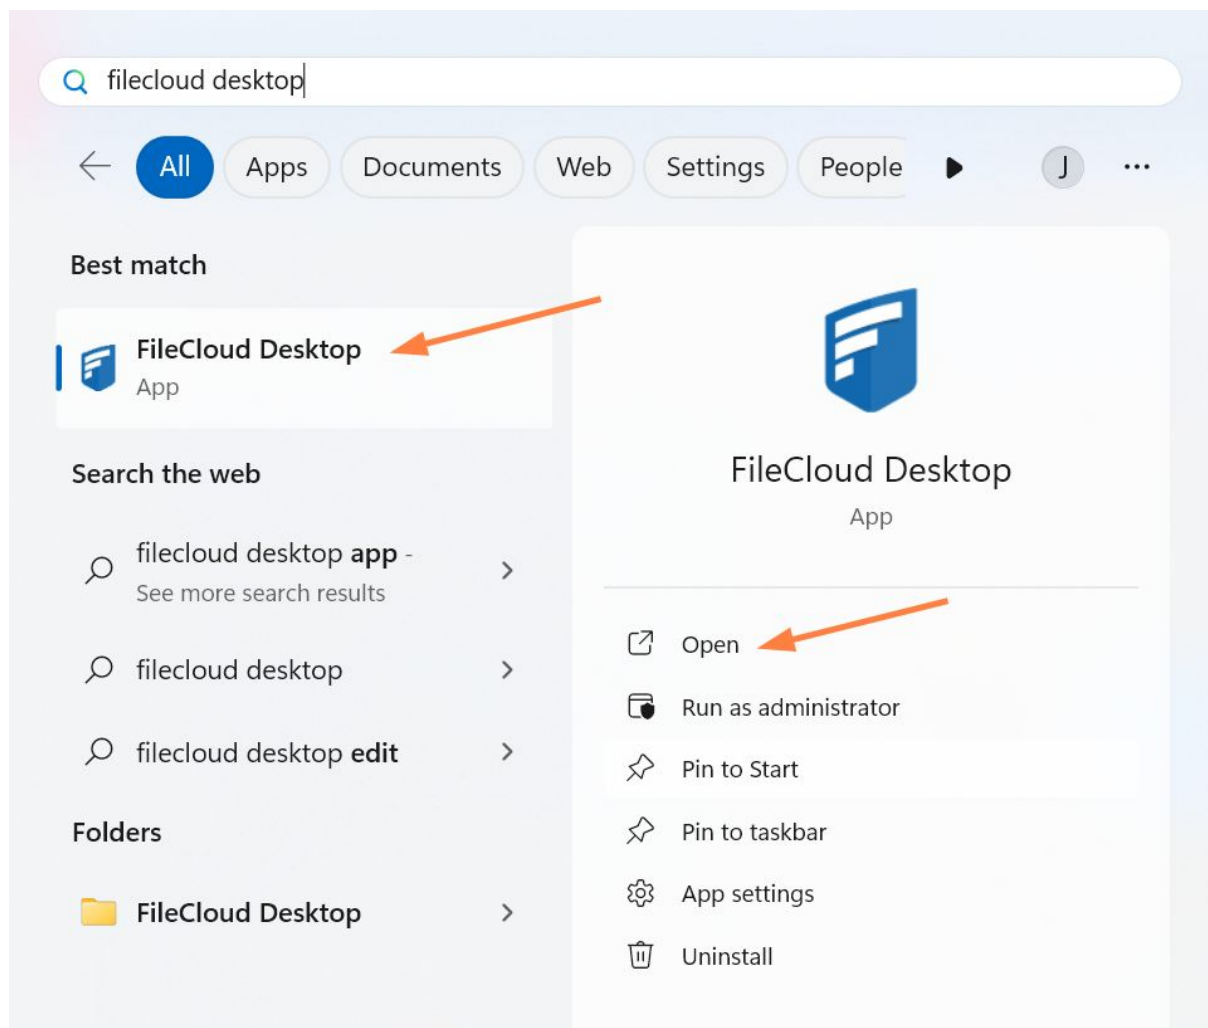 filecloud desktop
All
Apps
Documents
Web
Settings
People
J
Best match
FileCloud Desktop
App
Search the web
filecloud desktop app -
See more search results
filecloud desktop
filecloud desktop edit
Folders
FileCloud Desktop
FileCloud Desktop
App
Open
Run as administrator
Pin to Start
Pin to taskbar
App settings
Uninstall